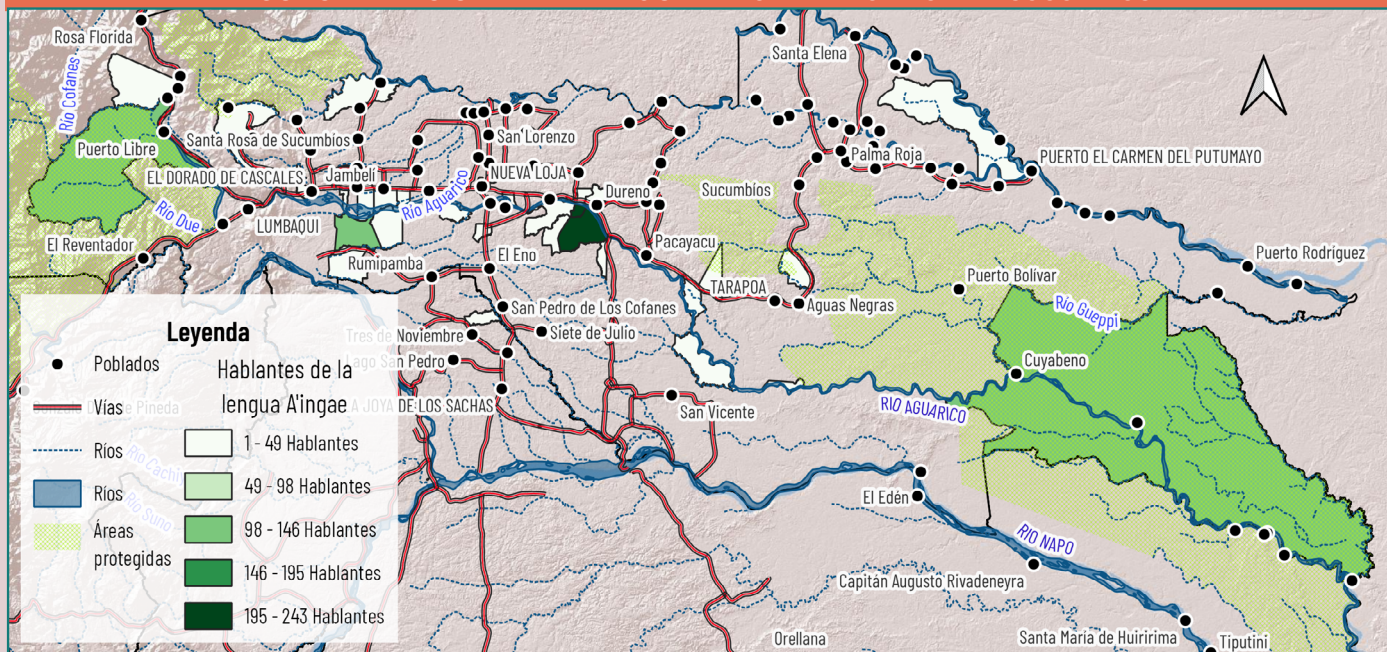 Rosa Florida
Santa Elena
Río Cofanes
Puerto Libre
Santa Rosa de Sucumbíos
San Lorenzo
Palma Roja
PUERTO EL CARMEN DEL PUTUMAYO
EL DORADO DE CASCALES
Jambelí
NUEVA LOJA
Río Aguarico
Dureno
Sucumbíos
Río Due
LUMBAQUI
El Reventador
Rumipamba
El Eno
Pacayacu
Puerto Rodríguez
TARAPOA
Puerto Bolívar
Aguas Negras
Río Gueppi
San Pedro de Los Cofanes
Siete de Julio
Tres de Noviembre
Lago San Pedro
Cuyabeno
LA JOYA DE LOS SACHAS
San Vicente
RIO AGUARICO
El Edén
RIO NAPO
Capitán Augusto Rivadeneyra
Orellana
Santa María de Huiririma
Tiputini
Leyenda
Poblados
Vías
Ríos
Ríos
Áreas
protegidas
Hablantes de la
lengua A'ingae
1 - 49 Hablantes
49 - 98 Hablantes
98 - 146 Hablantes
146 - 195 Hablantes
195 - 243 Hablantes
de Pineda
Río Suno